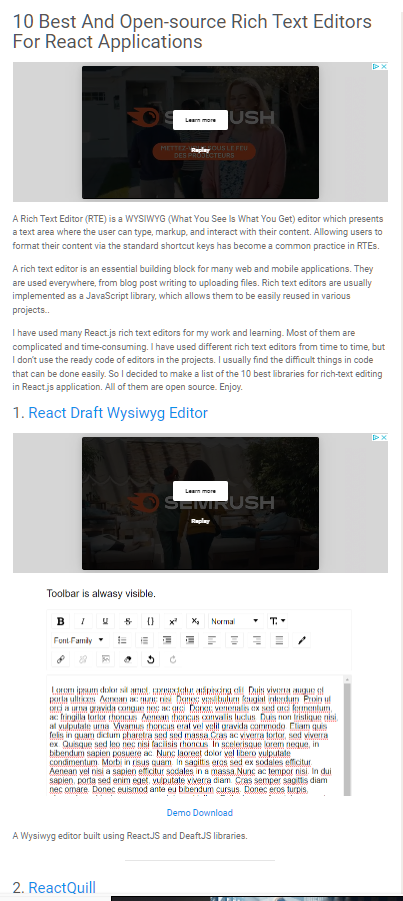 10 Best And Open-source Rich Text Editors
For React Applications
Learn more
SEMRUSH
METTEZ-VOUS SOUS LE FEU
DES PROJECTEURS
Replay
A Rich Text Editor (RTE) is a WYSIWYG (What You See Is What You Get) editor which presents
a text area where the user can type, markup, and interact with their content. Allowing users to
format their content via the standard shortcut keys has become a common practice in RTEs.
A rich text editor is an essential building block for many web and mobile applications. They
are used everywhere, from blog post writing to uploading files. Rich text editors are usually
implemented as a JavaScript library, which allows them to be easily reused in various
projects..
I have used many React.js rich text editors for my work and learning. Most of them are
complicated and time-consuming. I have used different rich text editors from time to time, but
I don't use the ready code of editors in the projects. I usually find the difficult things in code
that can be done easily. So I decided to make a list of the 10 best libraries for rich-text editing
in React.js application. All of them are open source. Enjoy.
1. React Draft Wysiwyg Editor
Learn more
SEMRUSH
Replay
Toolbar is alwasy visible.
B I U S {} x² x₂ Normal T.
Font Family
Lorem ipsum dolor sit amet, consectetur adipiscing elit. Duis viverra augue et
porta ultrices. Aenean ac nunc nisi. Donec vestibulum feugiat interdum. Proin ut
orci a urna gravida congue nec ac orci. Donec venenatis ex sed orci fermentum,
ac fringilla tortor rhoncus. Aenean rhoncus convallis luctus. Duis non tristique nisi,
at vulputate urna. Vivamus rhoncus erat vel velit gravida commodo. Etiam quis
felis in quam dictum pharetra sed sed massa.Cras ac viverra tortor, sed viverra
ex. Quisque sed leo nec nisi facilisis rhoncus. In scelerisque lorem neque, in
bibendum sapien posuere ac. Nunc laoreet dolor vel libero vulputate
condimentum. Morbi in risus quam. In sagittis eros sed ex sodales efficitur.
Aenean vel nisi a sapien efficitur sodales in a massa.Nunc ac tempor nisi. In dui
sapien, porta sed enim eget, vulputate viverra diam. Cras semper sagittis diam
nec ornare. Donec euismod ante eu bibendum cursus. Donec eros turpis,
Demo Download
A Wysiwyg editor built using ReactJS and DeaftJS libraries.
2. ReactQuill